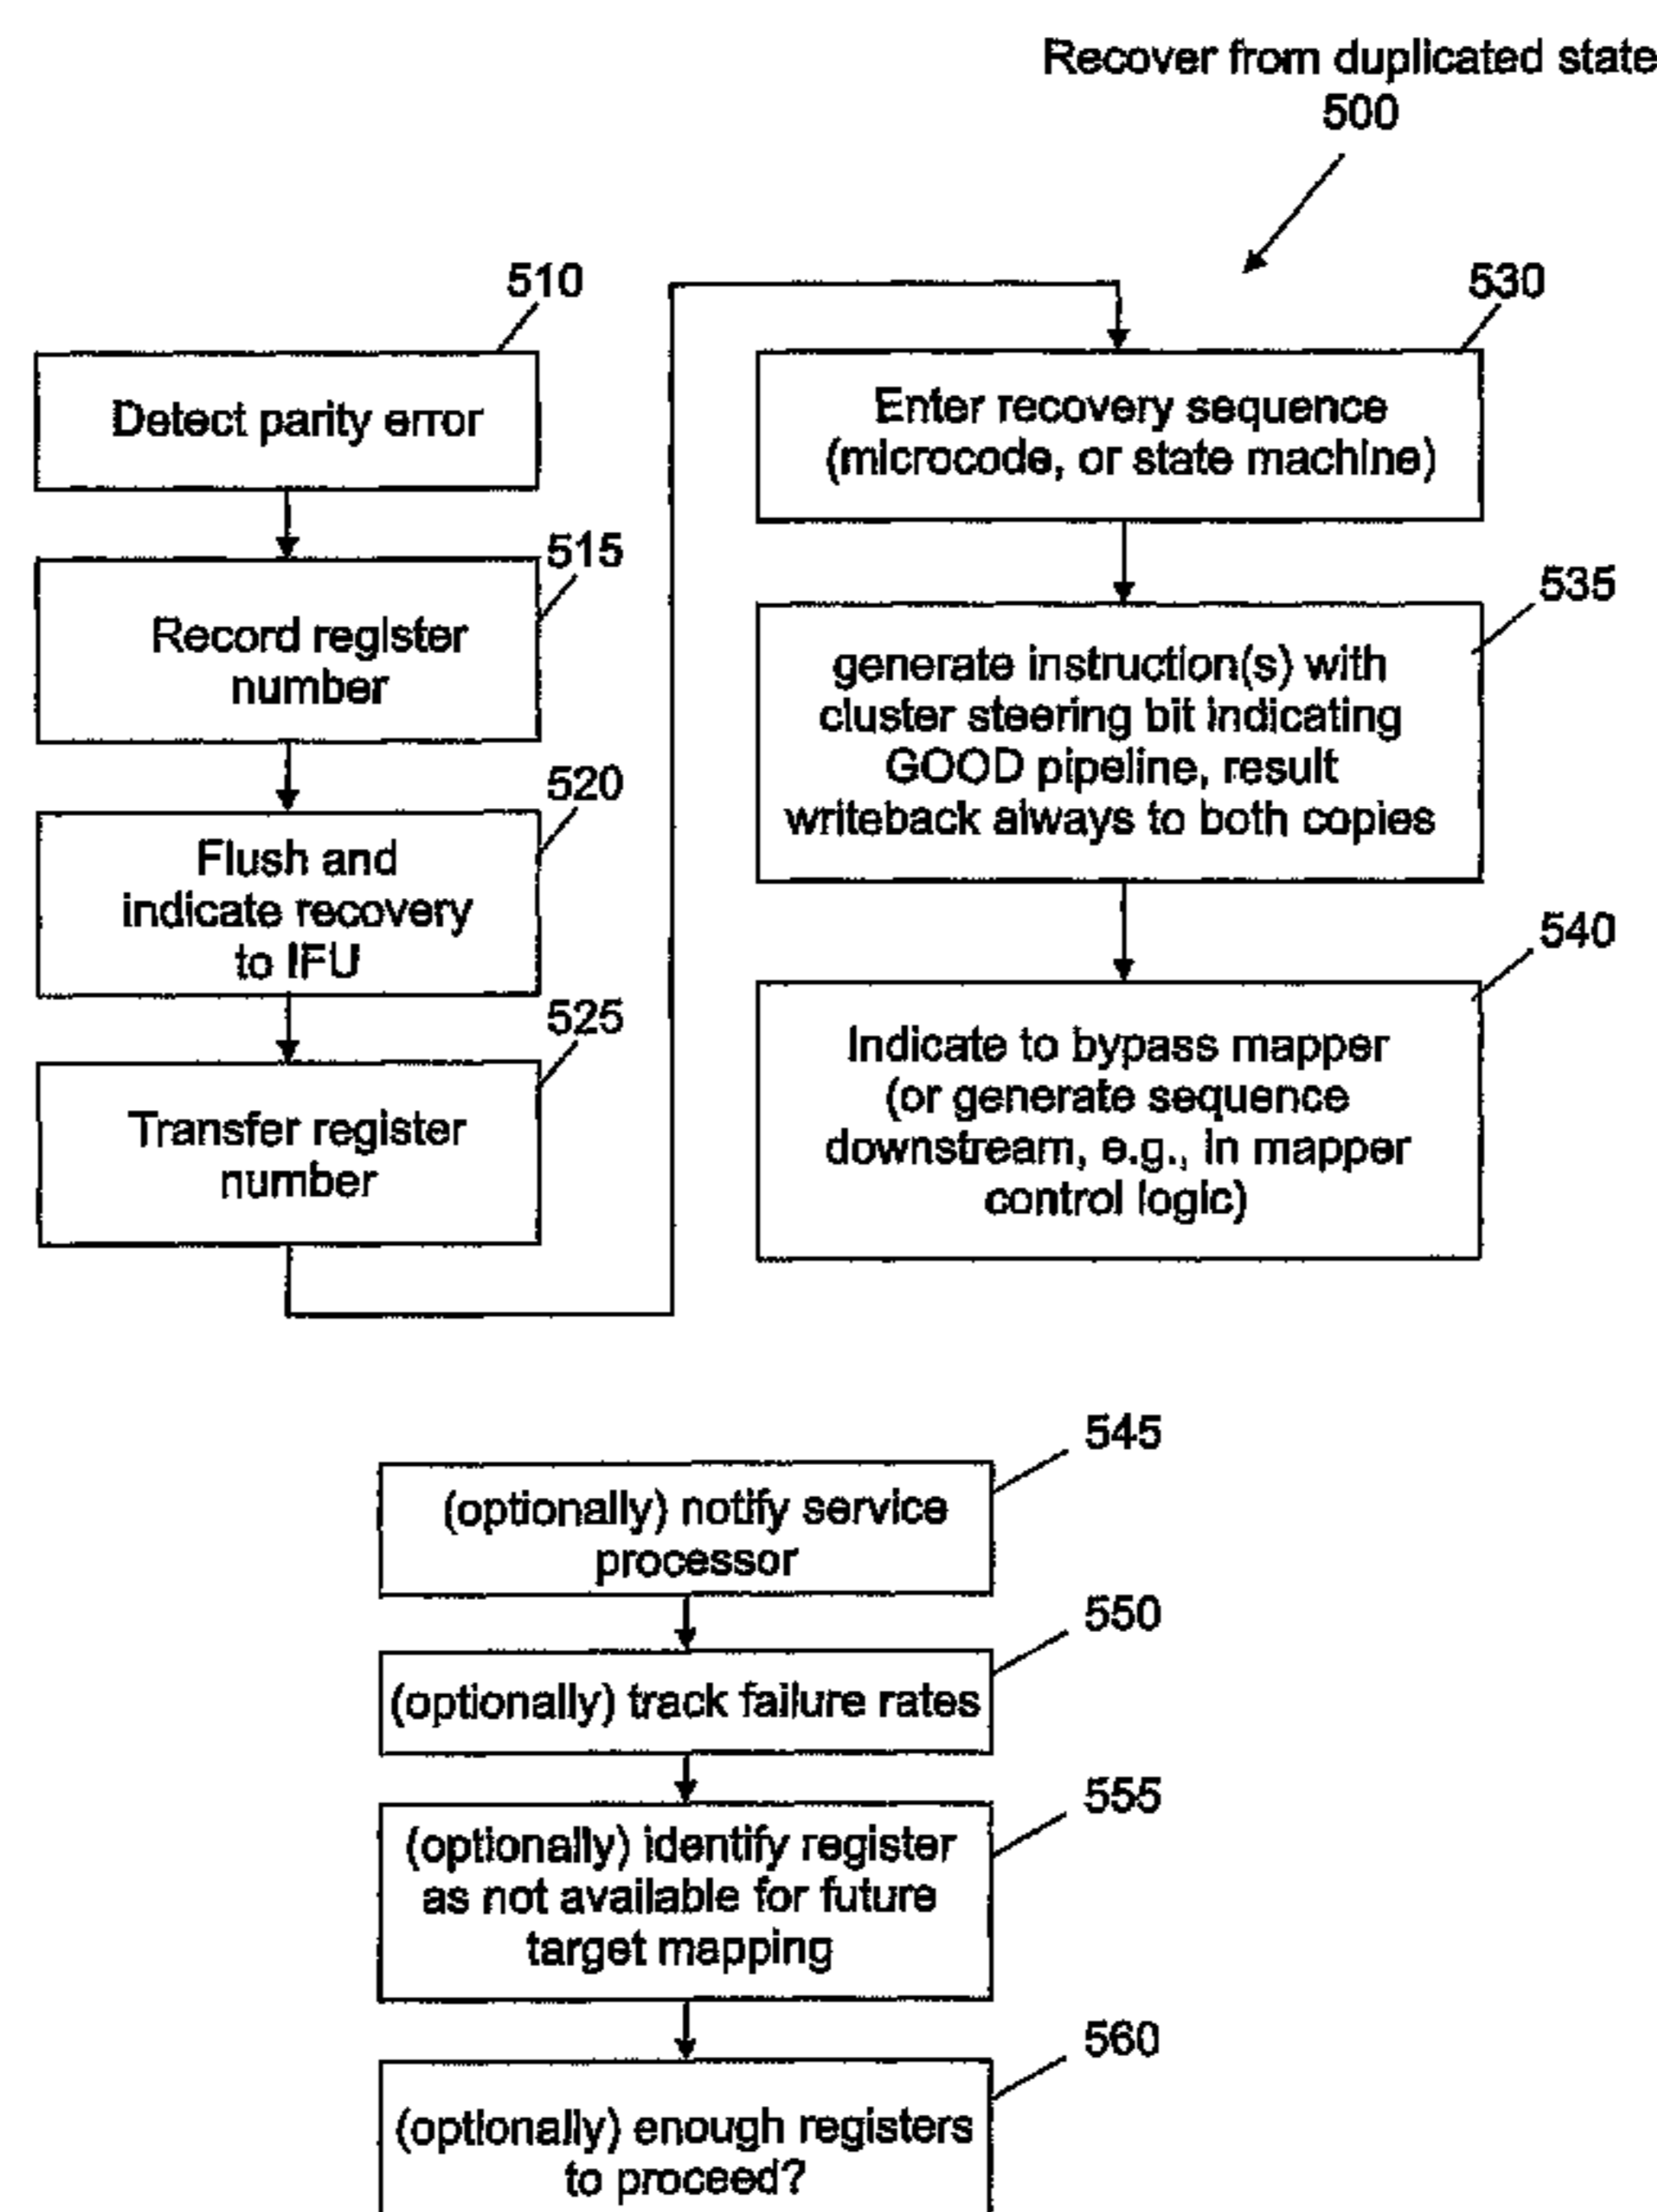 Recover from duplicated state
500
510
Detect parity error
515
Record register
number
520
Flush and
indicate recovery
to IFU
525
Transfer register
number
530
Enter recovery sequence
(microcode, or state machine)
535
generate instruction(s) with
cluster steering bit indicating
GOOD pipeline, result
writeback always to both copies
540
Indicate to bypass mapper
(or generate sequence
downstream, e.g., in mapper
control logic)
545
(optionally) notify service
processor
550
(optionally) track failure rates
555
(optionally) identify register
as not available for future
target mapping
560
(optionally) enough registers
to proceed?